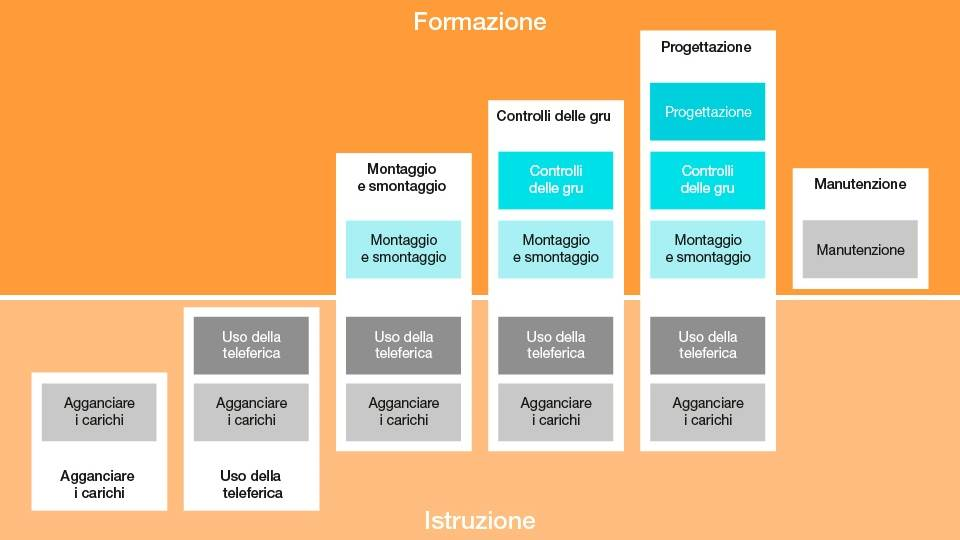 Formazione
Montaggio
e smontaggio
Montaggio
e smontaggio
Controlli delle gru
Controlli
delle gru
Montaggio
e smontaggio
Progettazione
Progettazione
Controlli
delle gru
Montaggio
e smontaggio
Manutenzione
Manutenzione
Agganciare
i carichi
Agganciare
i carichi
Uso della
teleferica
Agganciare
i carichi
Uso della
teleferica
Uso della
teleferica
Agganciare
i carichi
Uso della
teleferica
Agganciare
i carichi
Uso della
teleferica
Agganciare
i carichi
Istruzione